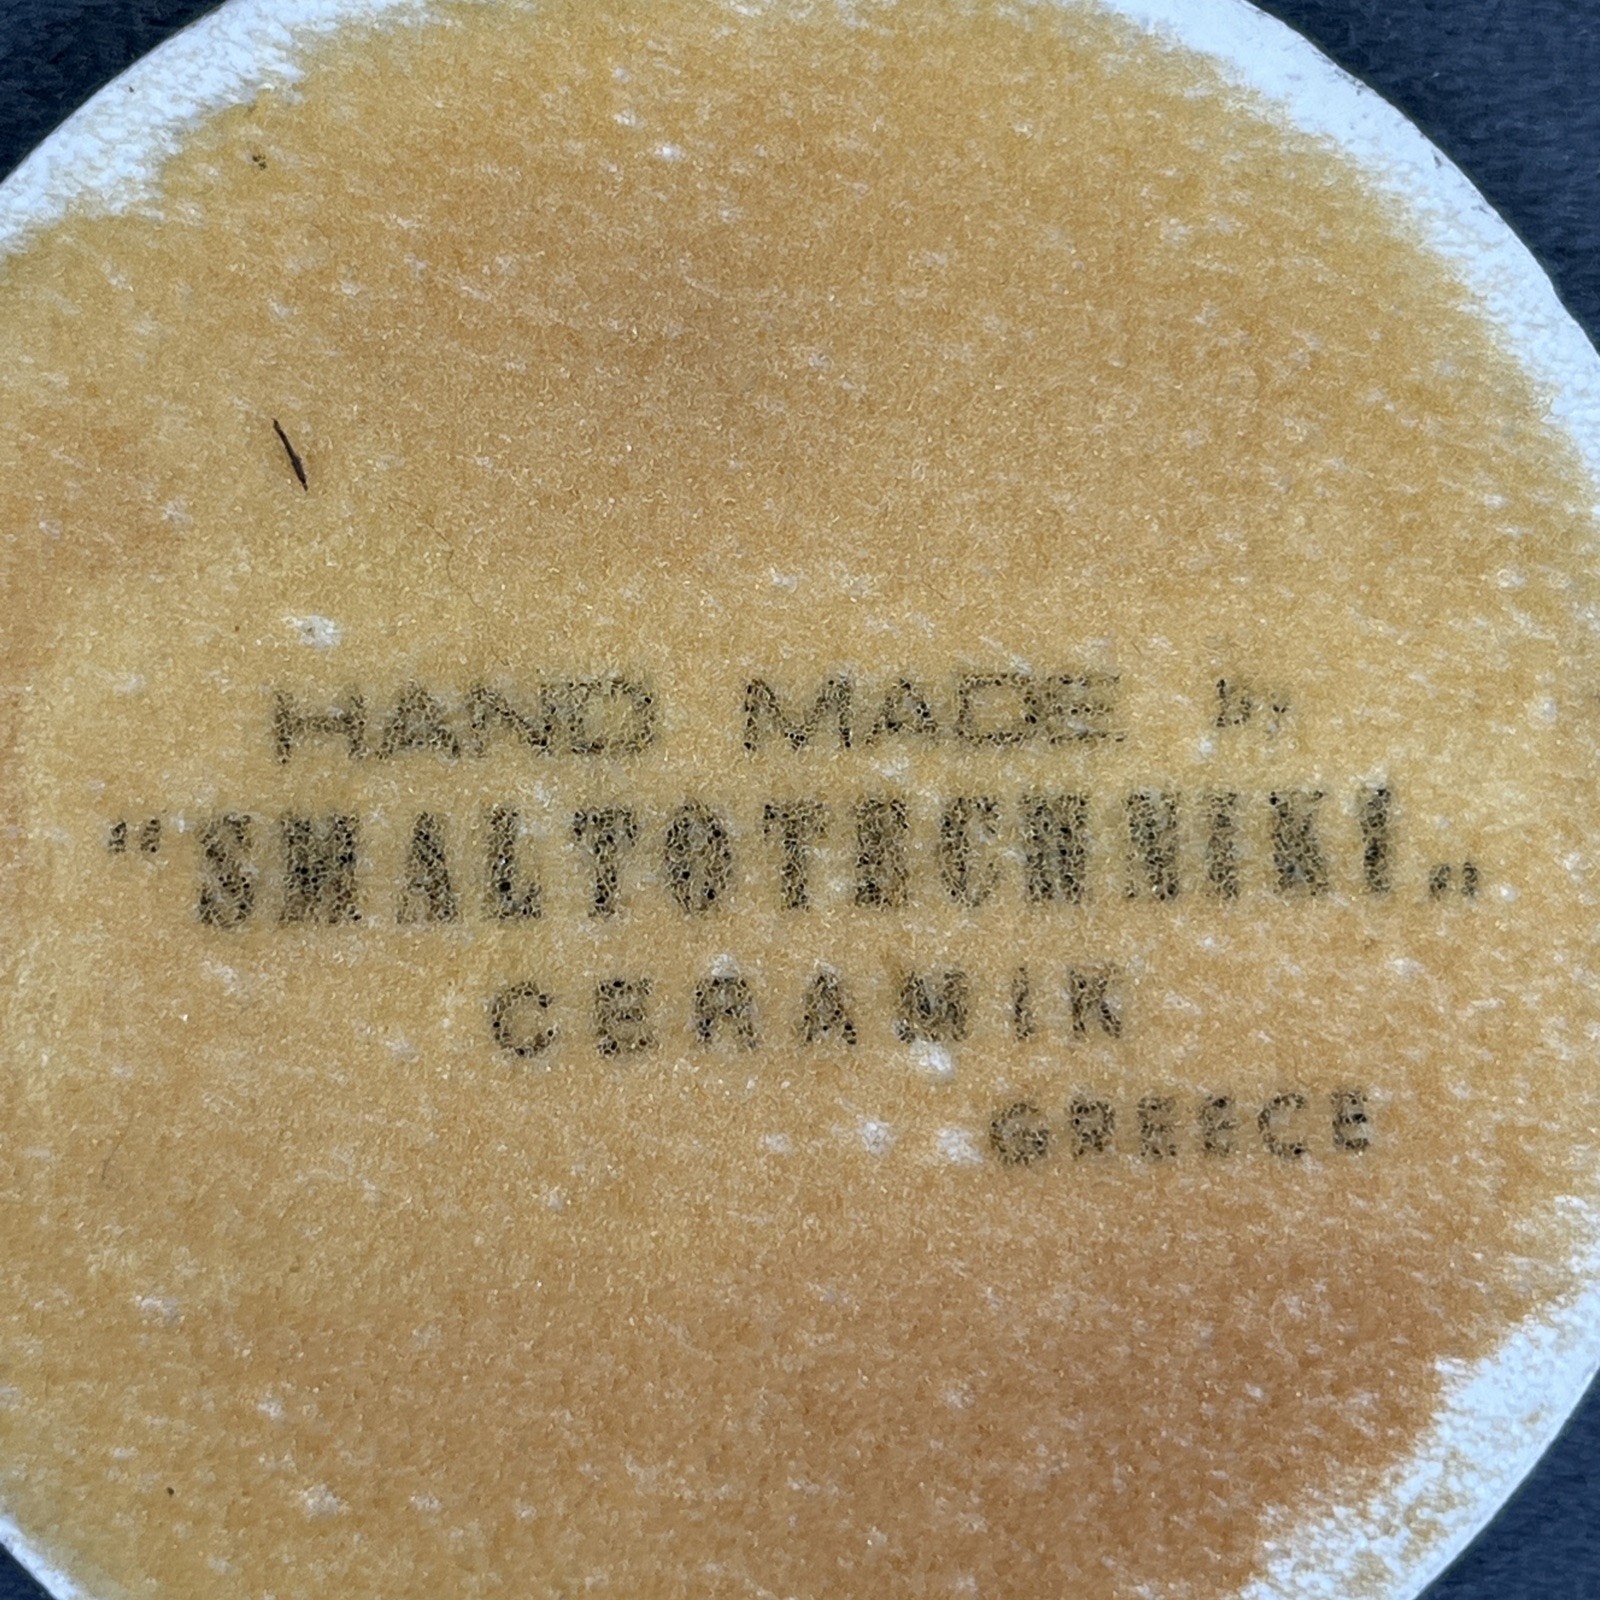 HAND MADE by
"SMALTOTECHNIKI„
CERAMIK
GREECE